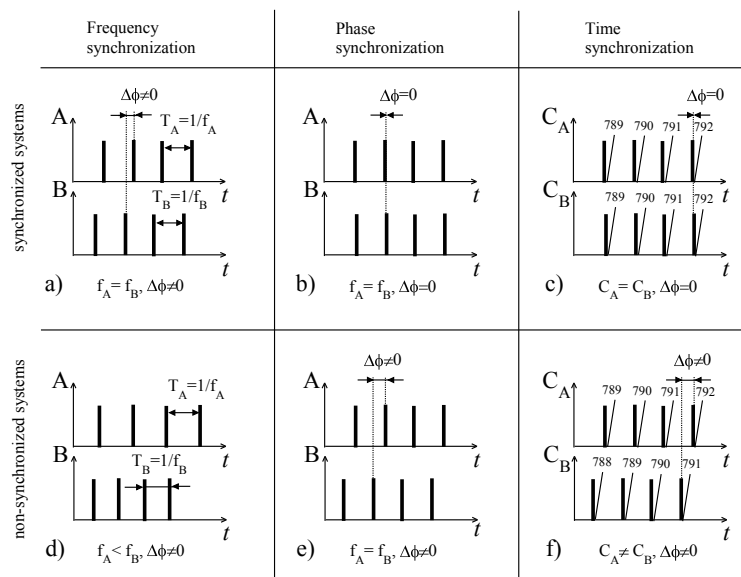 Frequency
synchronization
Phase
synchronization
Time
synchronization
synchronized systems
Δϕ≠0
A
T_A=1/f_A
t
B
T_B=1/f_B
t
a)
f_A= f_B, Δϕ≠0
Δϕ=0
A
t
B
t
b)
f_A= f_B, Δϕ=0
Δϕ=0
C_A
789 790 791 792
t
C_B
789 790 791 792
t
c)
C_A= C_B, Δϕ=0
non-synchronized systems
A
T_A=1/f_A
t
B
T_B=1/f_B
t
d)
f_A< f_B, Δϕ≠0
Δϕ≠0
A
t
B
t
e)
f_A= f_B, Δϕ≠0
Δϕ≠0
C_A
789 790 791 792
t
C_B
788 789 790 791
t
f)
C_A≠ C_B, Δϕ≠0